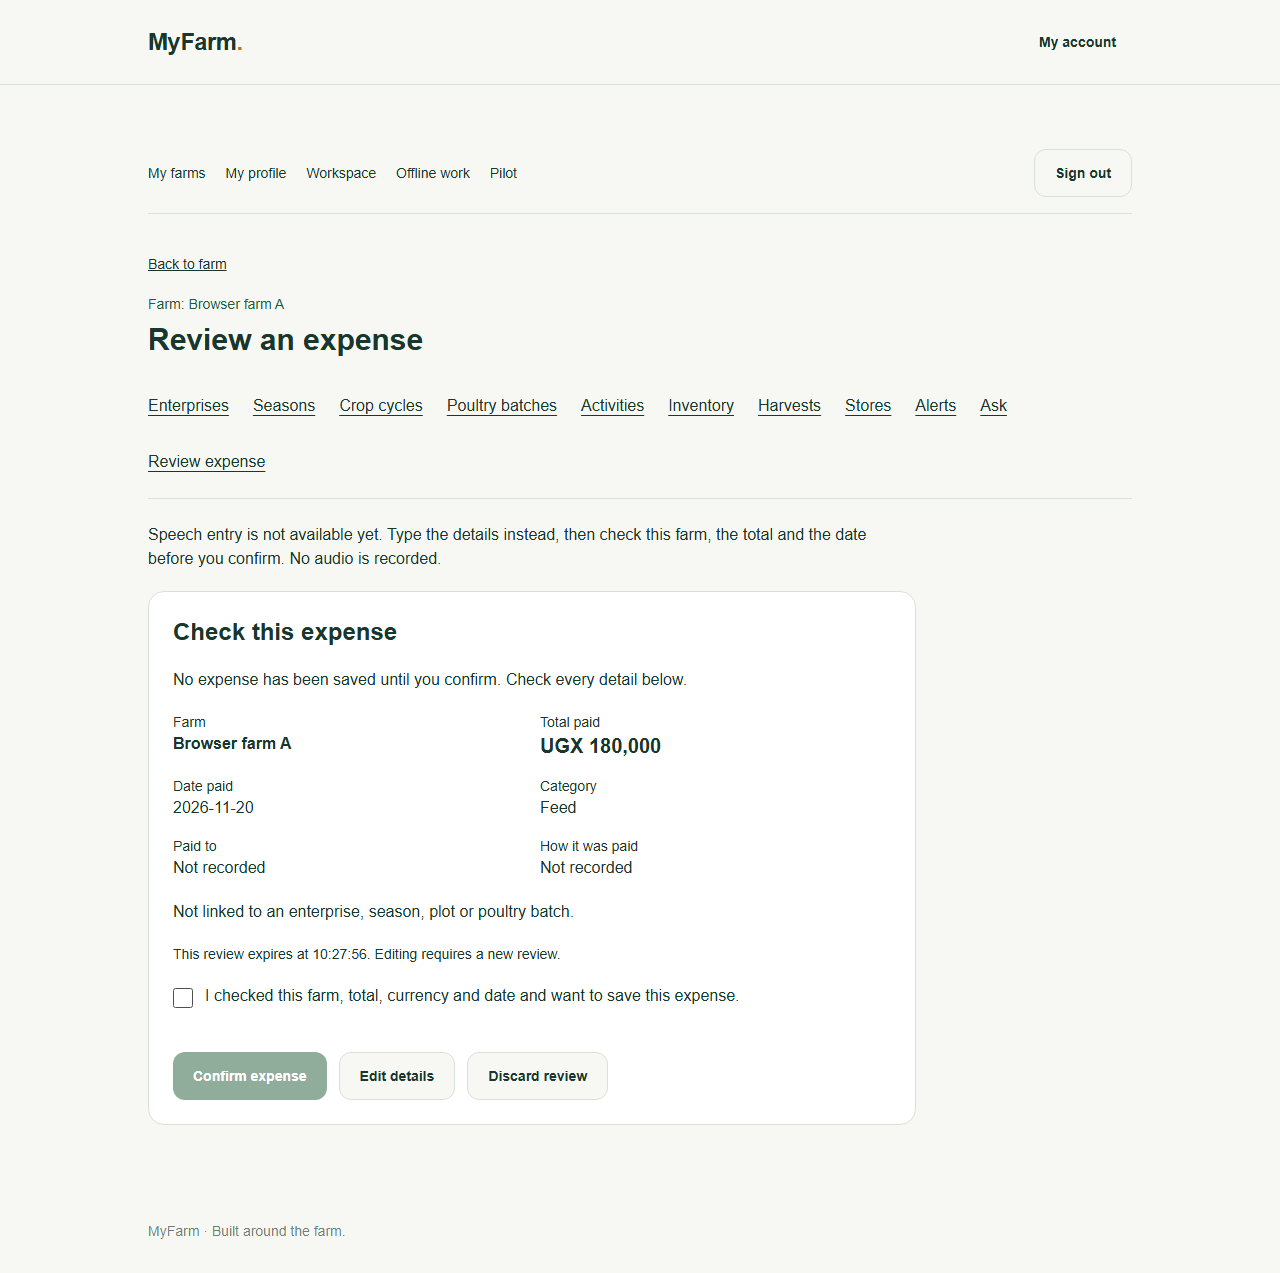 MyFarm.
My account
My farms
My profile
Workspace
Offline work
Pilot
Sign out
Back to farm
Farm: Browser farm A
Review an expense
Enterprises
Seasons
Crop cycles
Poultry batches
Activities
Inventory
Harvests
Stores
Alerts
Ask
Review expense
Speech entry is not available yet. Type the details instead, then check this farm, the total and the date
before you confirm. No audio is recorded.
Check this expense
No expense has been saved until you confirm. Check every detail below.
Farm
Browser farm A
Total paid
UGX 180,000
Date paid
2026-11-20
Category
Feed
Paid to
Not recorded
How it was paid
Not recorded
Not linked to an enterprise, season, plot or poultry batch.
This review expires at 10:27:56. Editing requires a new review.
I checked this farm, total, currency and date and want to save this expense.
Confirm expense
Edit details
Discard review
MyFarm · Built around the farm.